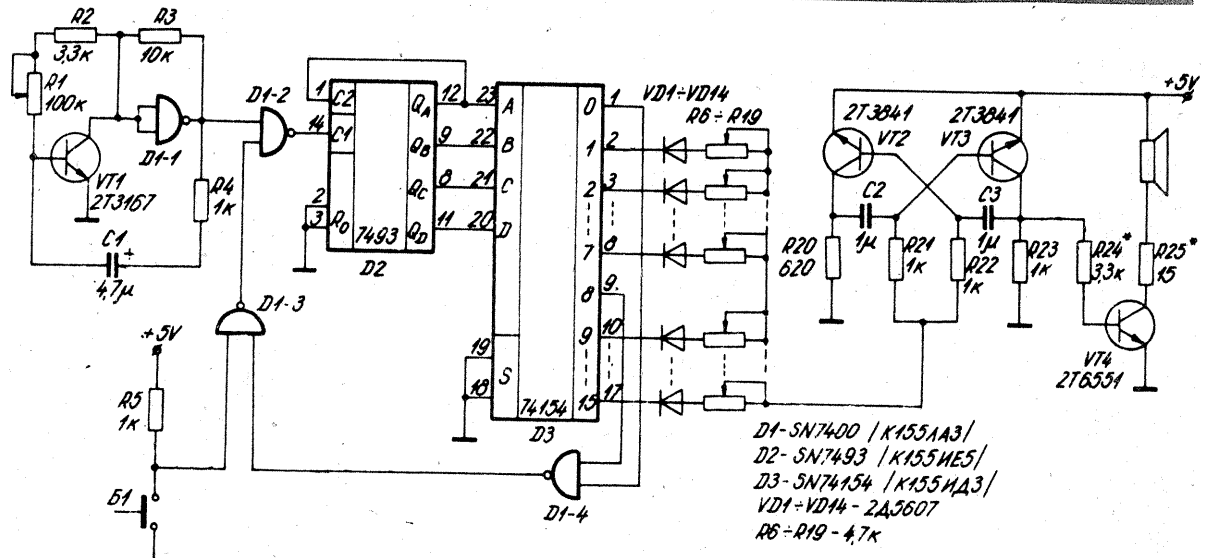 R2
3,3к
R3
10к
R1
100к
D1-1
VT1
2T3167
R4
1к
C1
+
4,7μ
D1-2
1
C2
14
C1
2
3
R0
7493
D2
QA
QB
QC
QD
12
9
8
11
23
22
21
20
A
B
C
D
19
18
S
74154
D3
0
1
2
7
8
9
15
1
2
3
8
9
10
17
VD1÷VD14
R6÷R19
D1-3
+5V
R5
1к
Б1
D1-4
+5V
2T3841
VT2
2T3841
VT3
C2
1μ
C3
1μ
R20
620
R21
1к
R22
1к
R23
1к
R24*
3,3к
R25*
15
VT4
2T6551
D1-SN7400 /К155ЛА3/
D2-SN7493 /К155ИЕ5/
D3-SN74154 /К155ИД3/
VD1÷VD14-2Д5607
R6÷R19-4,7к